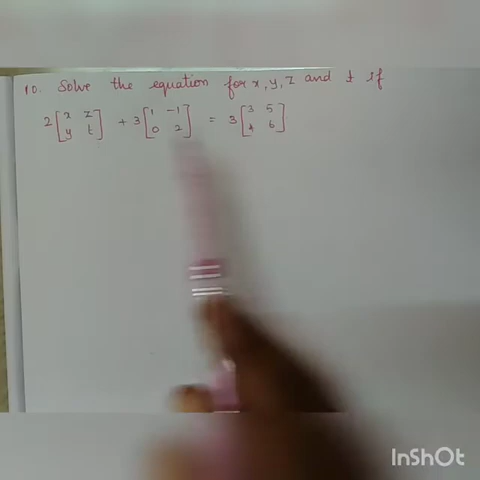 10. Solve the equation for x, y, z and t if
2 [x z] + 3 [1 -1] = 3 [3 5]
[y t] [0 2] [4 6]
InShOt